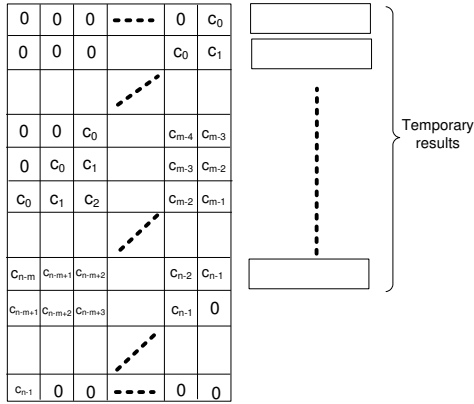 0 0 0 0 c0
0 0 0 c0 c1
0 0 c0 cm-4 cm-3
Temporary
results
0 c0 c1 cm-3 cm-2
c0 c1 c2 cm-2 cm-1
cn-m cn-m+1 cn-m+2 cn-2 cn-1
cn-m+1 cn-m+2 cn-m+3 cn-1 0
cn-1 0 0 0 0